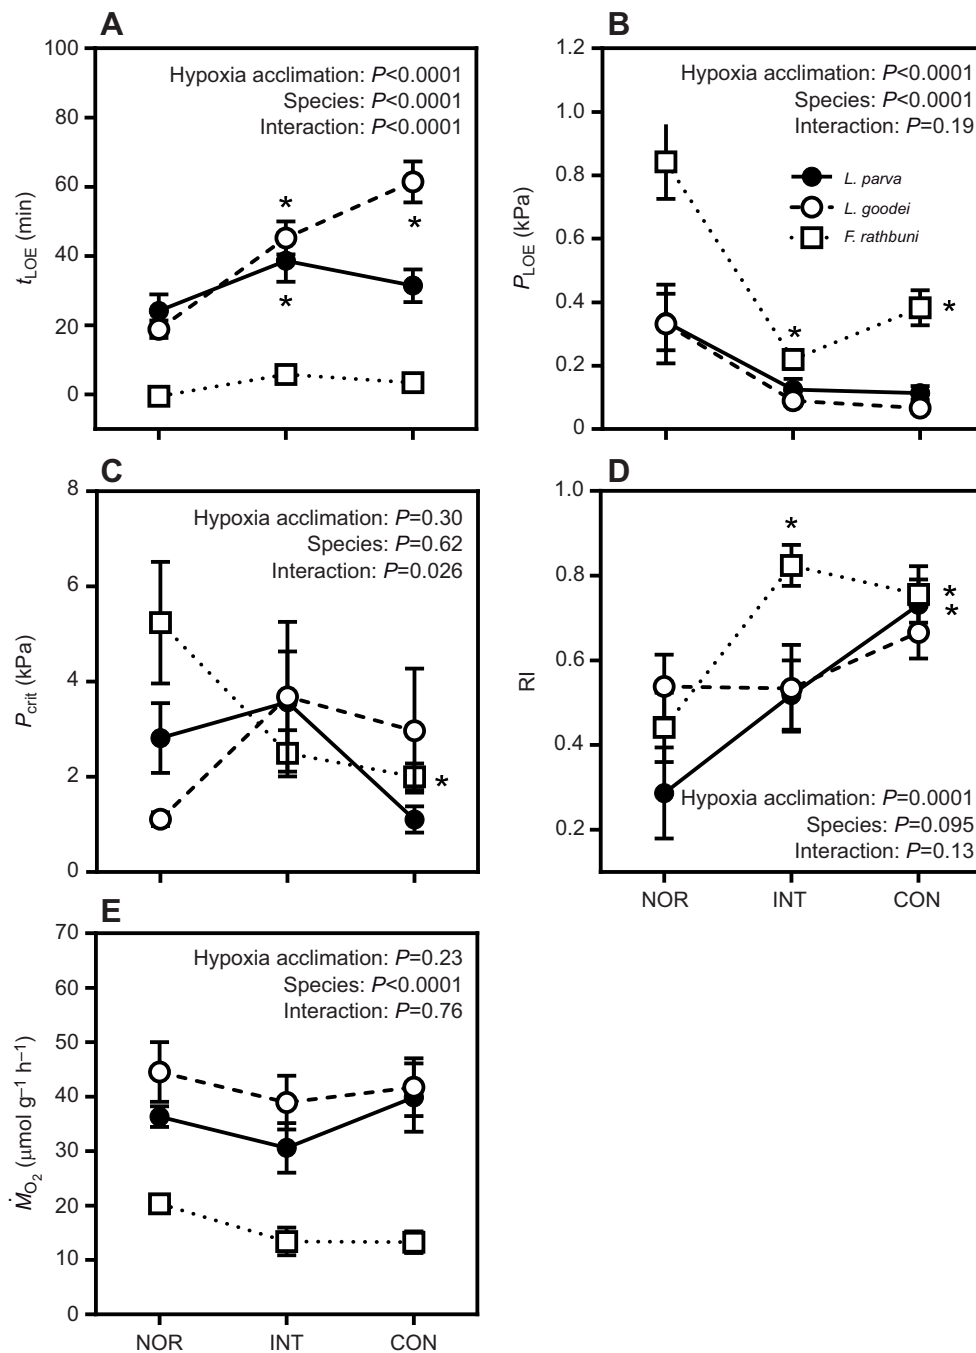 A
100
80
60
40
20
0
tLOE (min)
Hypoxia acclimation: P<0.0001
Species: P<0.0001
Interaction: P<0.0001
*
*
*
B
1.2
1.0
0.8
0.6
0.4
0.2
0
PLOE (kPa)
Hypoxia acclimation: P<0.0001
Species: P<0.0001
Interaction: P=0.19
L. parva
L. goodei
F. rathbuni
*
*
C
8
6
4
2
0
Pcrit (kPa)
Hypoxia acclimation: P=0.30
Species: P=0.62
Interaction: P=0.026
*
D
1.0
0.8
0.6
0.4
0.2
RI
*
*
*
Hypoxia acclimation: P=0.0001
Species: P=0.095
Interaction: P=0.13
NOR INT CON
E
70
60
50
40
30
20
10
0
ṀO2 (μmol g–1 h–1)
Hypoxia acclimation: P=0.23
Species: P<0.0001
Interaction: P=0.76
NOR INT CON